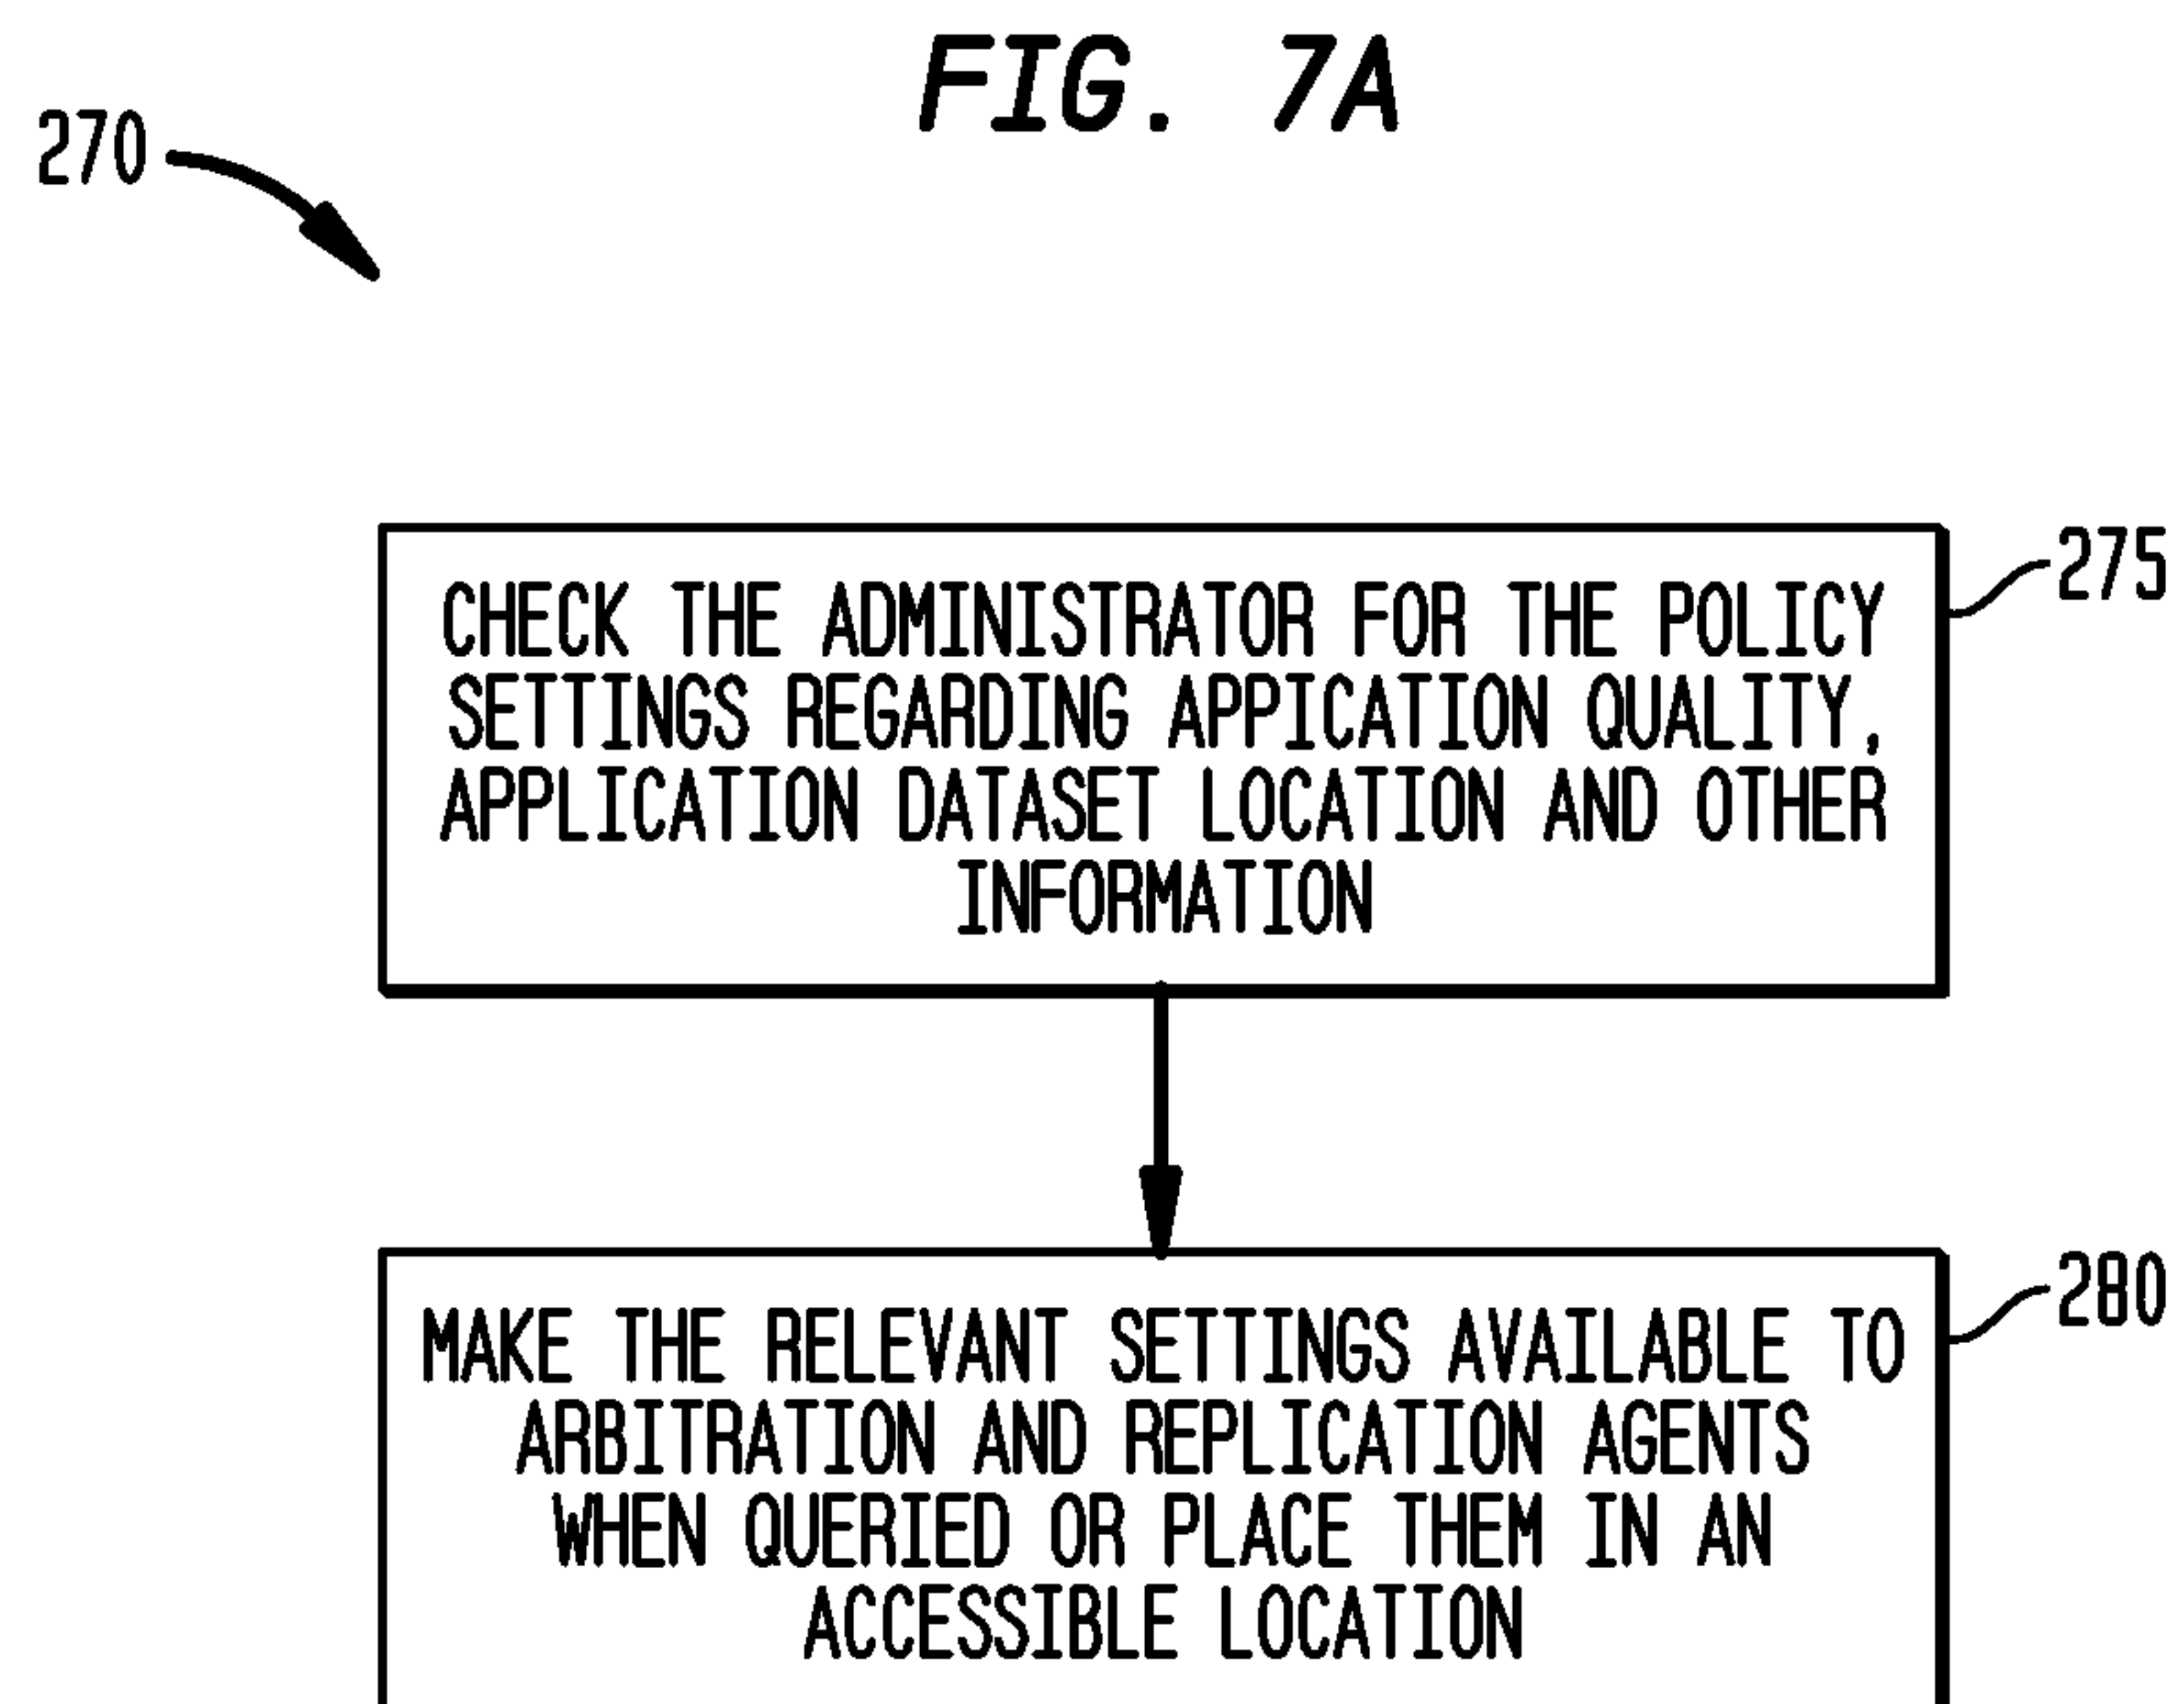 FIG. 7A
270
CHECK THE ADMINISTRATOR FOR THE POLICY
SETTINGS REGARDING APPICATION QUALITY,
APPLICATION DATASET LOCATION AND OTHER
INFORMATION
275
MAKE THE RELEVANT SETTINGS AVAILABLE TO
ARBITRATION AND REPLICATION AGENTS
WHEN QUERIED OR PLACE THEM IN AN
ACCESSIBLE LOCATION
280